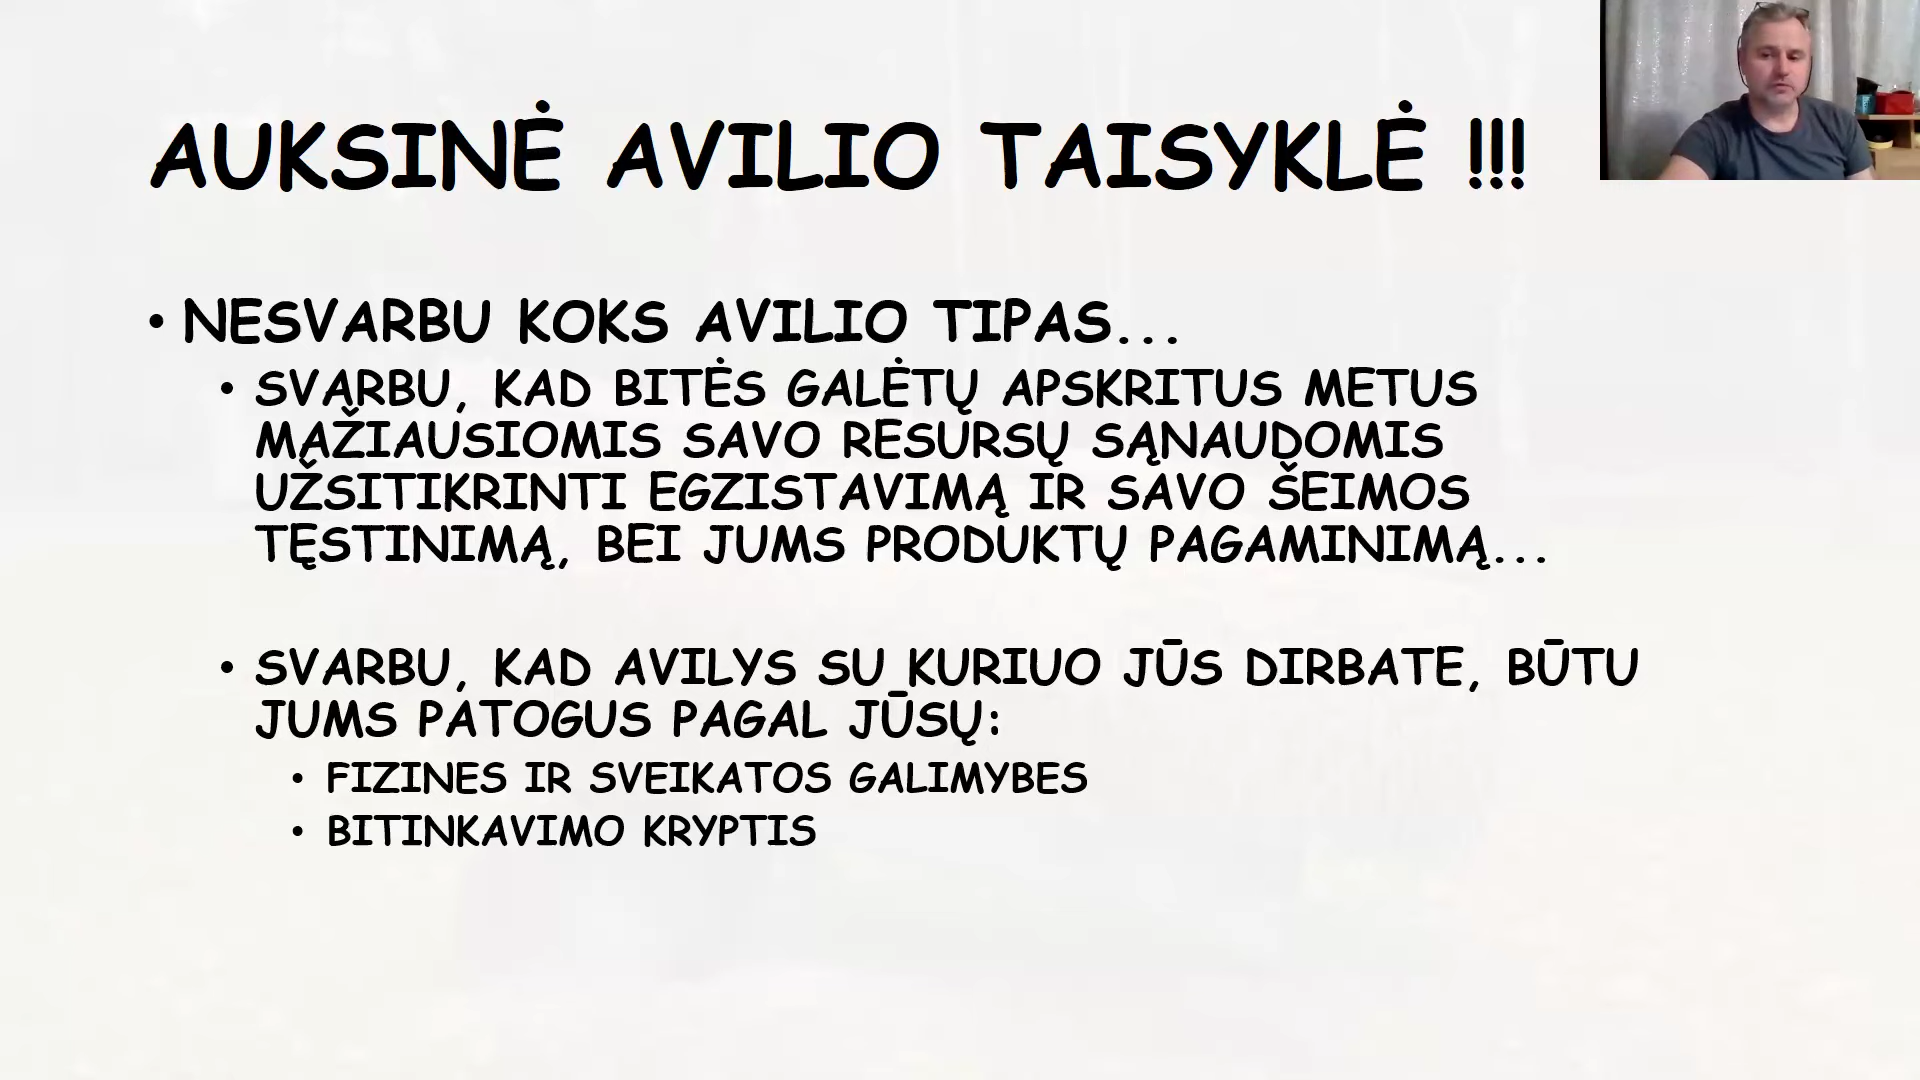 AUKSINĖ AVILIO TAISYKLĖ !!!
• NESVARBU KOKS AVILIO TIPAS...
• SVARBU, KAD BITĖS GALĖTŲ APSKRITUS METUS
MAŽIAUSIOMIS SAVO RESURSŲ SĄNAUDOMIS
UŽSITIKRINTI EGZISTAVIMĄ IR SAVO ŠEIMOS
TĘSTINIMĄ, BEI JUMS PRODUKTŲ PAGAMINIMĄ...
• SVARBU, KAD AVILYS SU KURIUO JŪS DIRBATE, BŪTU
JUMS PATOGUS PAGAL JŪSŲ:
• FIZINES IR SVEIKATOS GALIMYBES
• BITINKAVIMO KRYPTIS